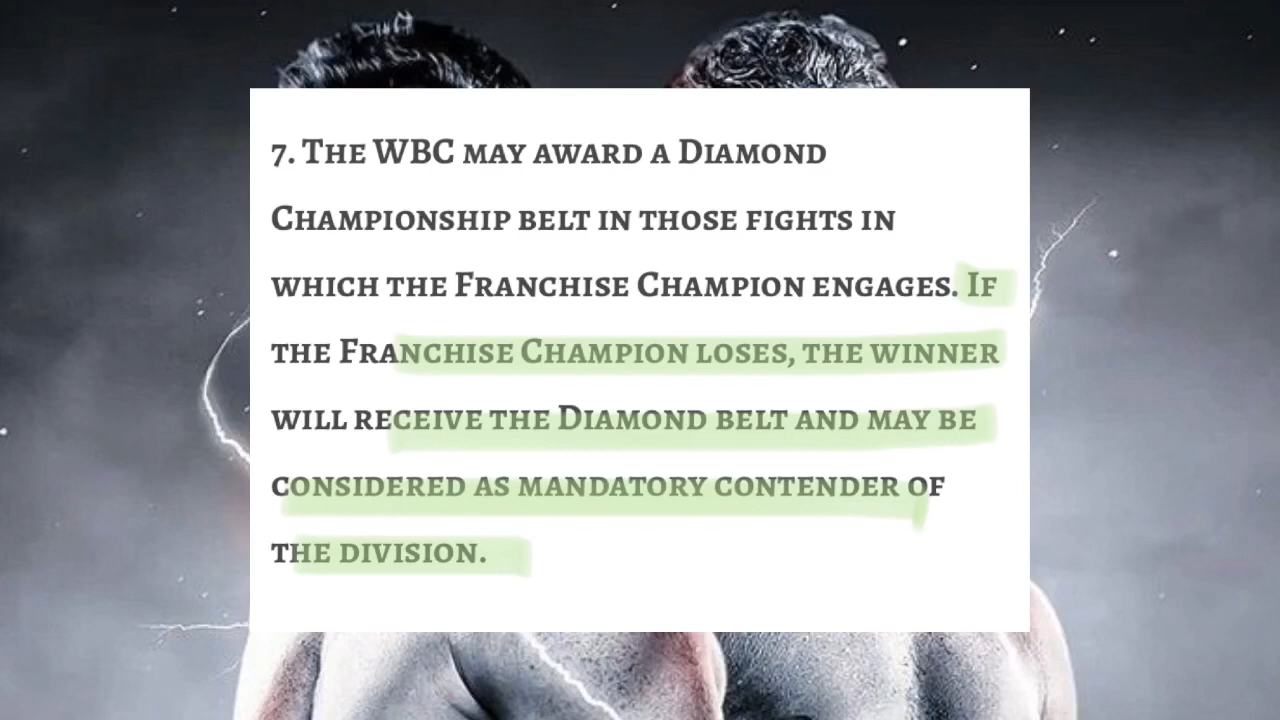 7. The WBC may award a Diamond
Championship belt in those fights in
which the Franchise Champion engages. If
the Franchise Champion loses, the winner
will receive the Diamond belt and may be
considered as mandatory contender of
the division.